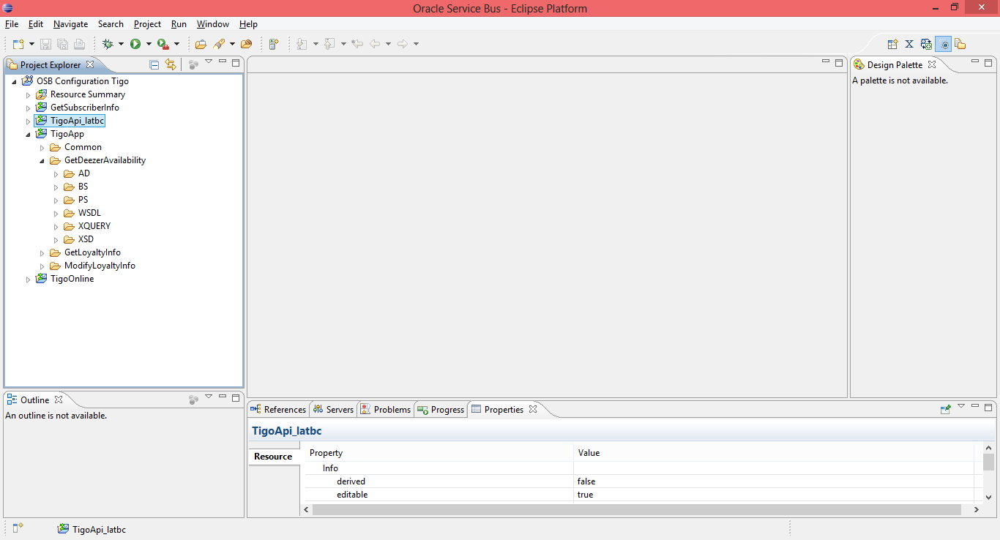 Oracle Service Bus - Eclipse Platform
File Edit Navigate Search Project Run Window Help
Project Explorer
OSB Configuration Tigo
Resource Summary
GetSubscriberInfo
TigoApi_latbc
TigoApp
Common
GetDeezerAvailability
AD
BS
PS
WSDL
XQUERY
XSD
GetLoyaltyInfo
ModifyLoyaltyInfo
TigoOnline
Design Palette
A palette is not available.
Outline
An outline is not available.
References Servers Problems Progress Properties
TigoApi_latbc
Resource
Property Value
Info
derived false
editable true
TigoApi_latbc